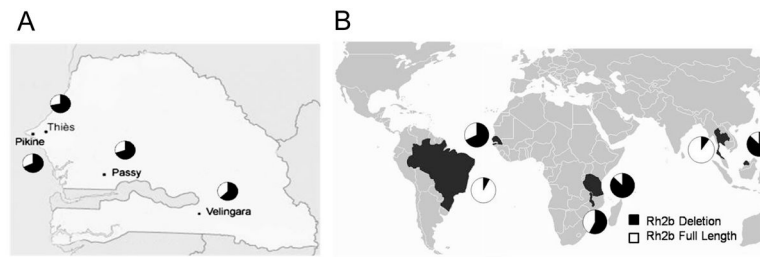 A
Pikine
Thiès
Passy
Velingara
B
Rh2b Deletion
Rh2b Full Length